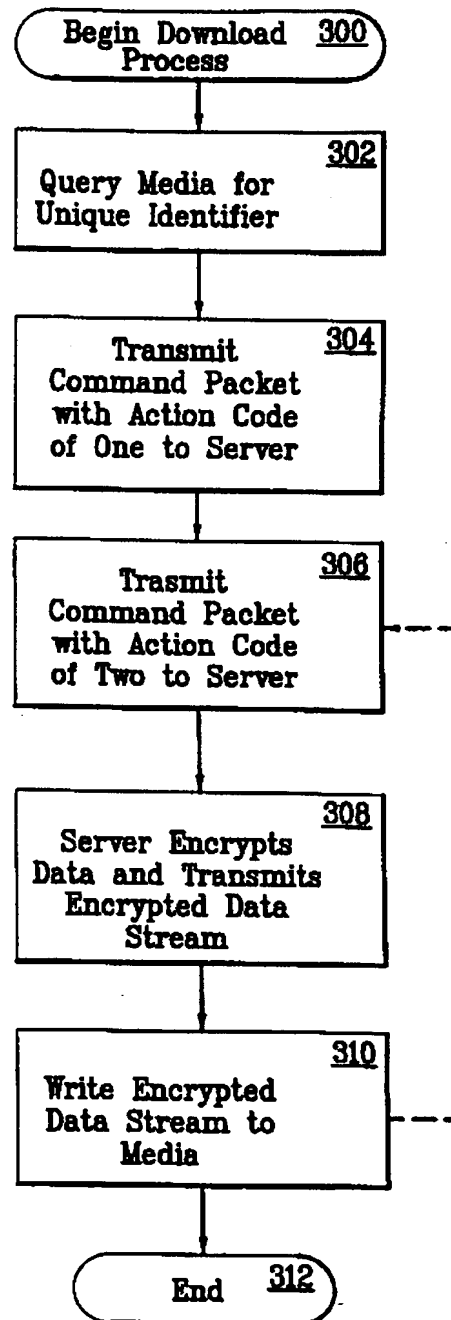 Begin Download 300
Process
302
Query Media for
Unique Identifier
304
Transmit
Command Packet
with Action Code
of One to Server
306
Trasmit
Command Packet
with Action Code
of Two to Server
308
Server Encrypts
Data and Transmits
Encrypted Data
Stream
310
Write Encrypted
Data Stream to
Media
End 312